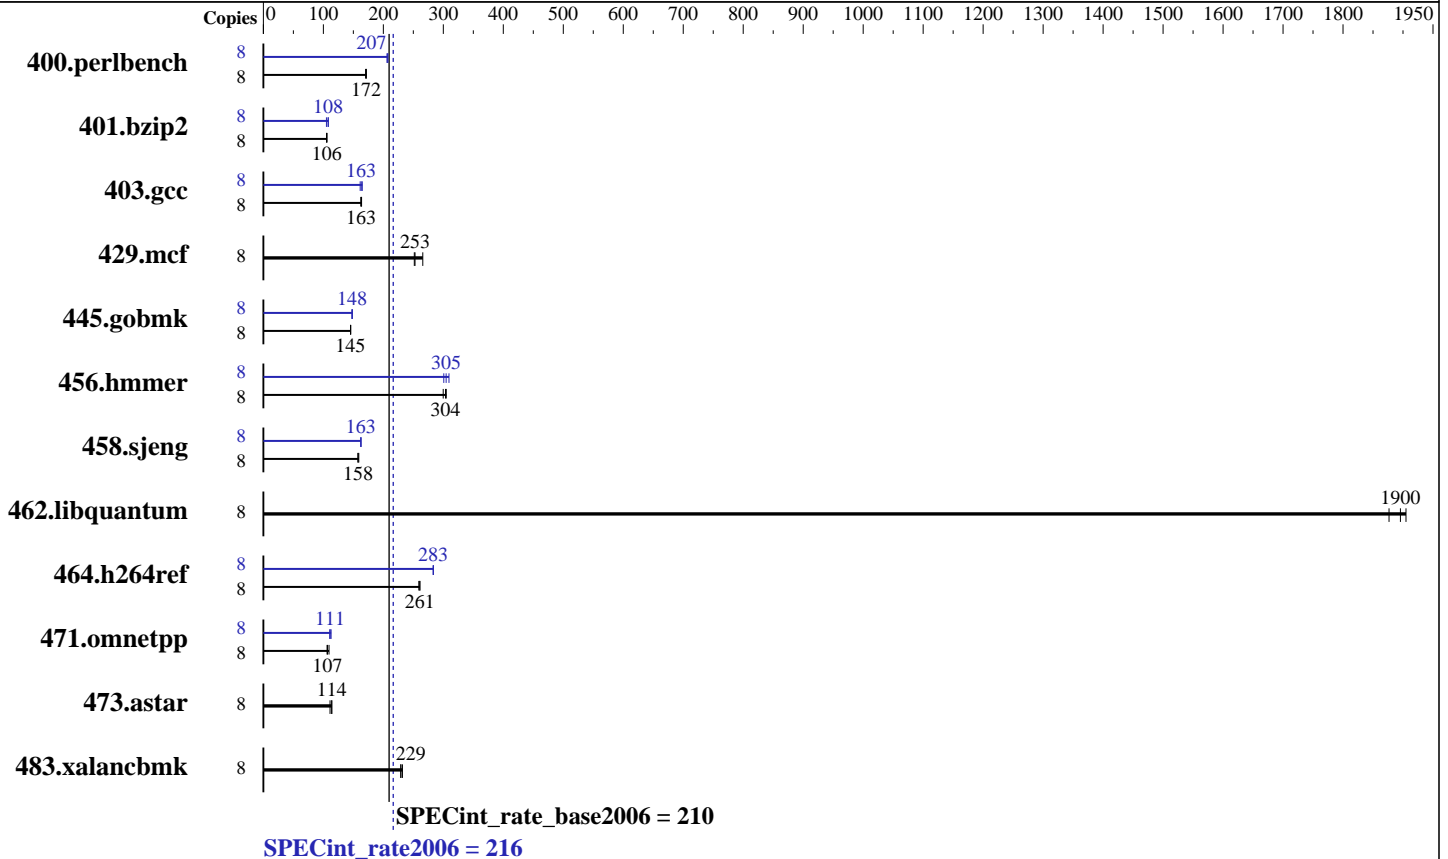 Copies 0 100 200 300 400 500 600 700 800 900 1000 1100 1200 1300 1400 1500 1600 1700 1800 1950
400.perlbench 8 207
8 172
401.bzip2 8 108
8 106
403.gcc 8 163
8 163
429.mcf 8 253
445.gobmk 8 148
8 145
456.hmmer 8 305
8 304
458.sjeng 8 163
8 158
462.libquantum 8 1900
464.h264ref 8 283
8 261
471.omnetpp 8 111
8 107
473.astar 8 114
483.xalancbmk 8 229
SPECint_rate_base2006 = 210
SPECint_rate2006 = 216